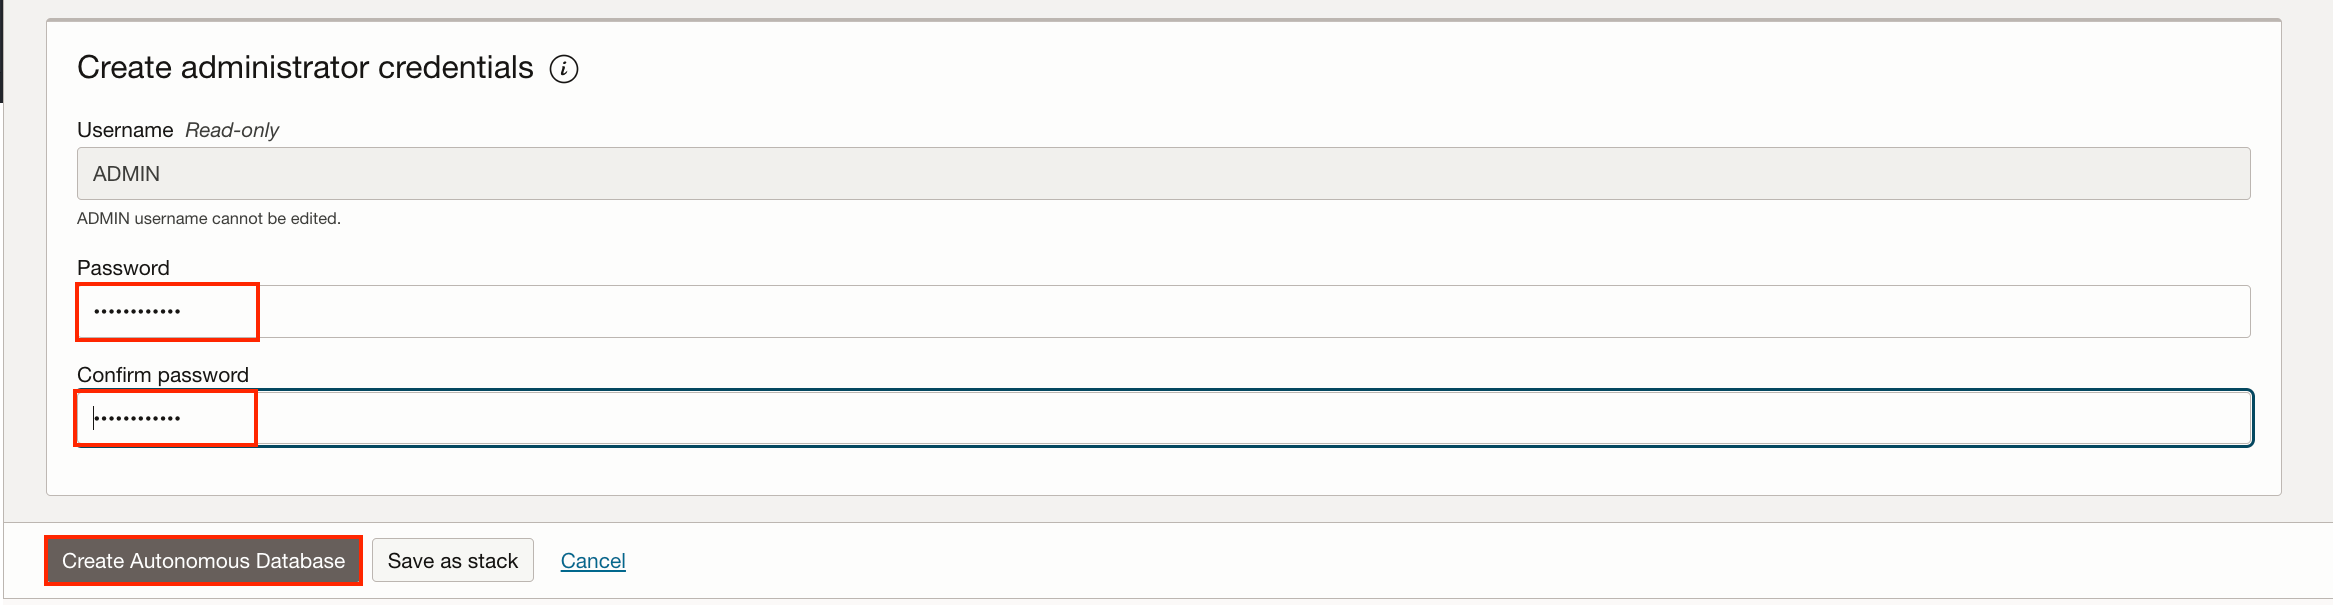 Create administrator credentials i
Username Read-only
ADMIN
ADMIN username cannot be edited.
Password
••••••••••••
Confirm password
••••••••••••
Create Autonomous Database Save as stack Cancel